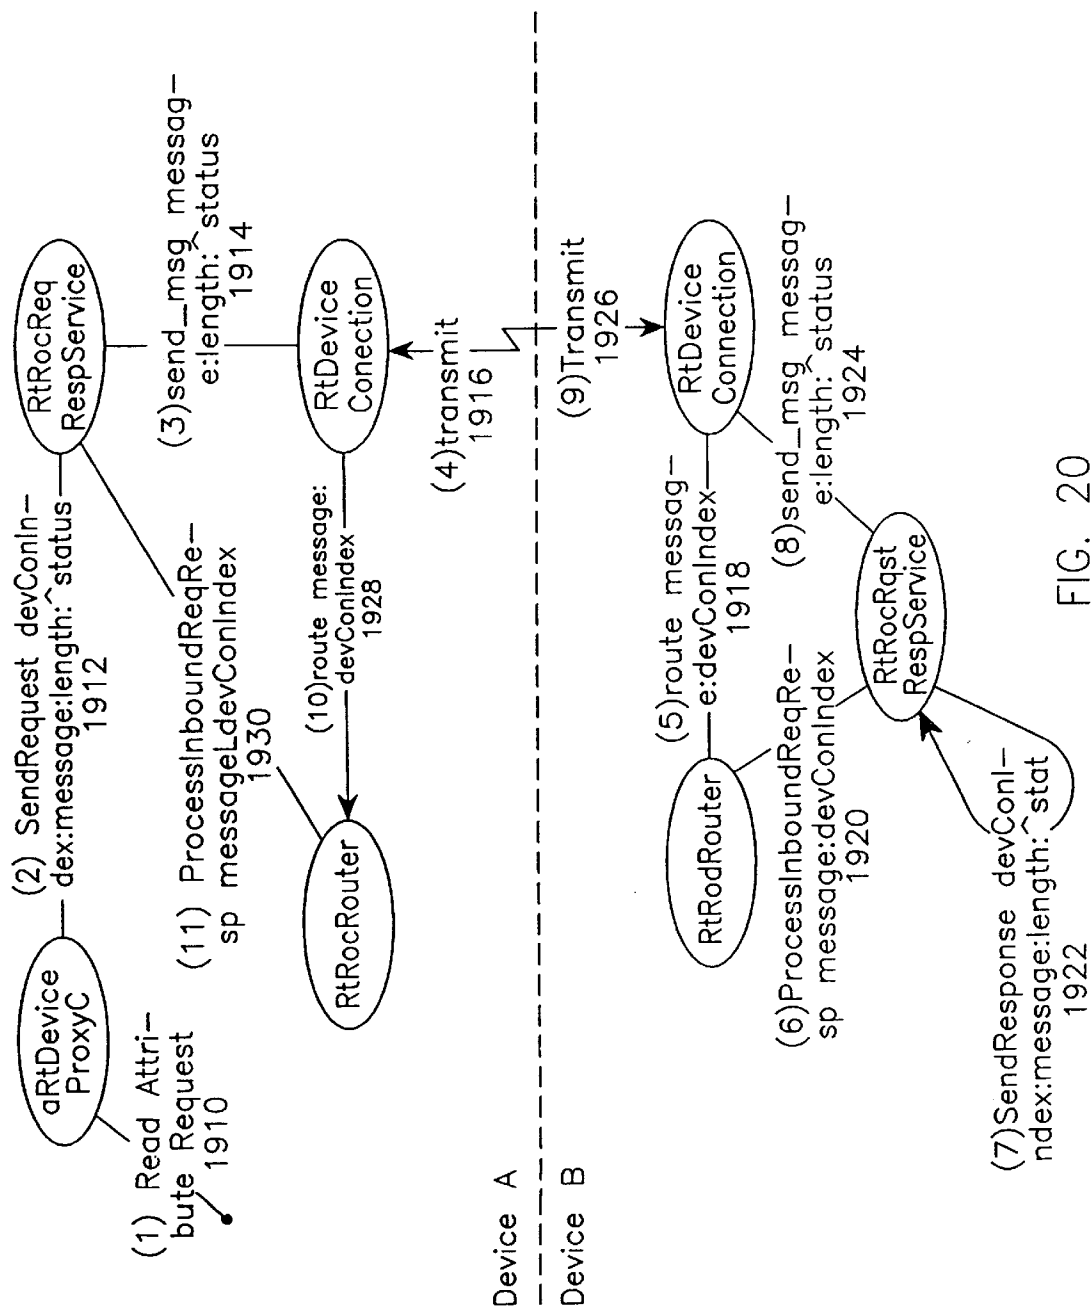 aRtDevice
ProxyC
(1) Read Attri-
bute Request
1910
(2) SendRequest devConIn-
dex:message:length:^status
1912
RtRocReq
RespService
(3)send_msg messag-
e:length:^status
1914
(11) ProcessInboundReqRe-
sp messageLdevConIndex
1930
RtRocRouter
(10)route message:
devConIndex
1928
RtDevice
Conection
(4)transmit
1916
Device A
Device B
(9)Transmit
1926
RtRodRouter
(5)route messag-
e:devConIndex
1918
RtDevice
Connection
(6)ProcessInboundReqRe-
sp message:devConIndex
1920
(8)send_msg messag-
e:length:^status
1924
RtRocRqst
RespService
(7)SendResponse devConI-
ndex:message:length:^stat
1922
FIG. 20